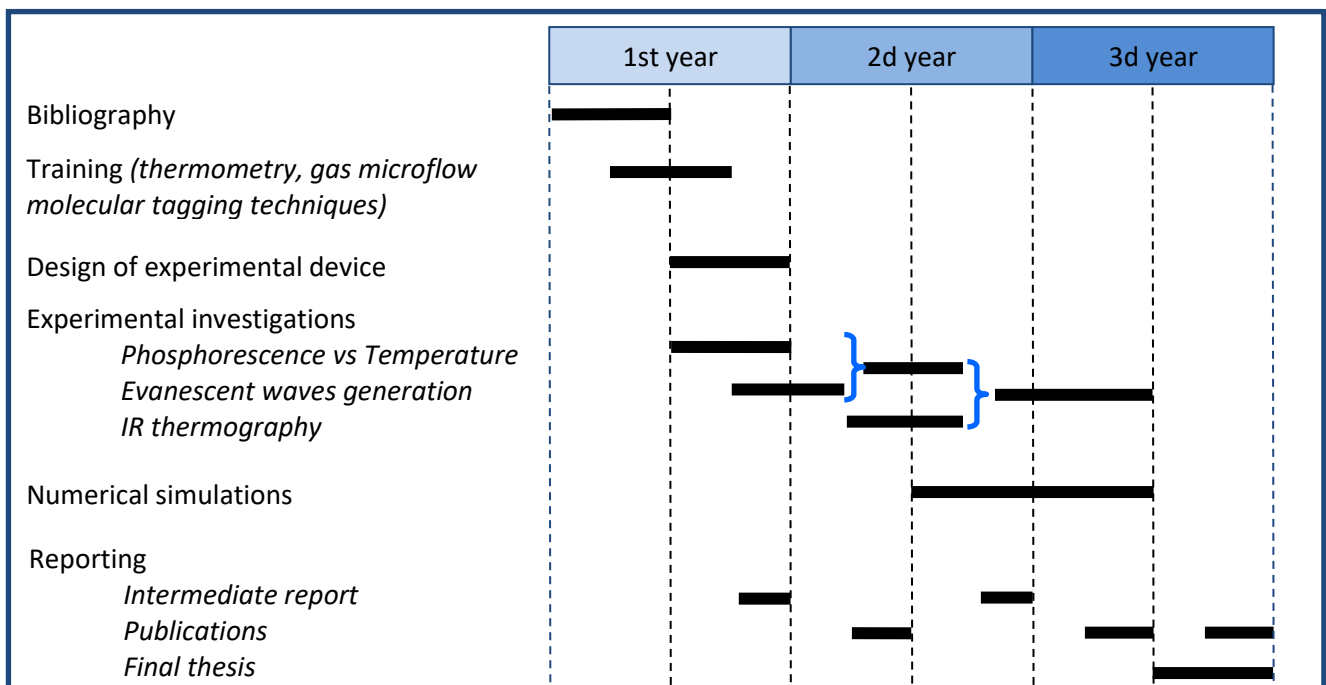 1st year
2d year
3d year
Bibliography
Training (thermometry, gas microflow
molecular tagging techniques)
Design of experimental device
Experimental investigations
Phosphorescence vs Temperature
Evanescent waves generation
IR thermography
Numerical simulations
Reporting
Intermediate report
Publications
Final thesis